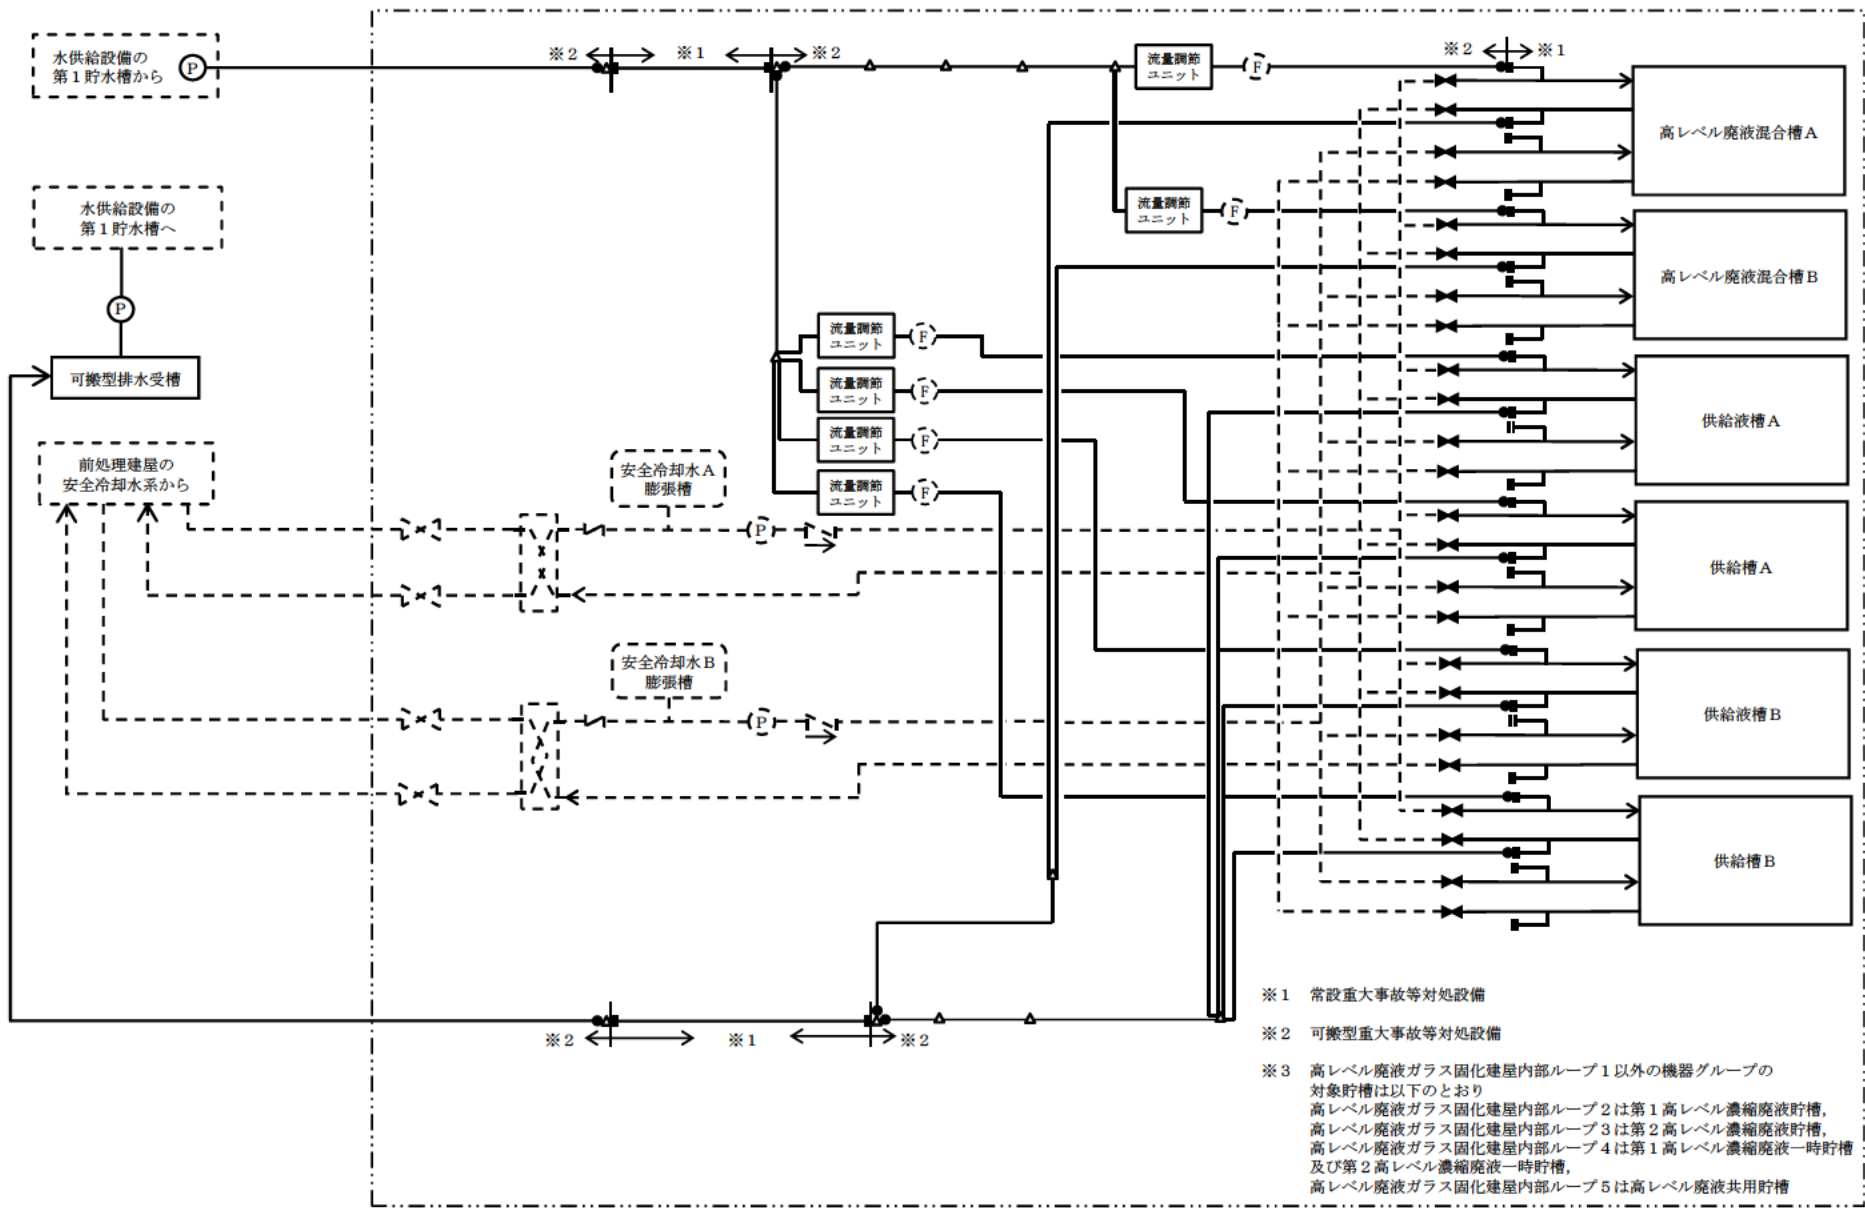 水供給設備の
第1貯水槽から
P
※2
※1
※2
流量調節
ユニット
F
※2
※1
高レベル廃液混合槽A
水供給設備の
第1貯水槽へ
流量調節
ユニット
F
高レベル廃液混合槽B
P
流量調節
ユニット
F
可搬型排水受槽
流量調節
ユニット
F
供給液槽A
流量調節
ユニット
F
前処理建屋の
安全冷却水系から
安全冷却水A
膨張槽
流量調節
ユニット
F
P
供給槽A
安全冷却水B
膨張槽
P
供給液槽B
供給槽B
※2
※1
※2
※1 常設重大事故等対処設備
※2 可搬型重大事故等対処設備
※3 高レベル廃液ガラス固化建屋内部ループ1以外の機器グループの
対象貯槽は以下のとおり
高レベル廃液ガラス固化建屋内部ループ2は第1高レベル濃縮廃液貯槽，
高レベル廃液ガラス固化建屋内部ループ3は第2高レベル濃縮廃液貯槽，
高レベル廃液ガラス固化建屋内部ループ4は第1高レベル濃縮廃液一時貯槽
及び第2高レベル濃縮廃液一時貯槽，
高レベル廃液ガラス固化建屋内部ループ5は高レベル廃液共用貯槽